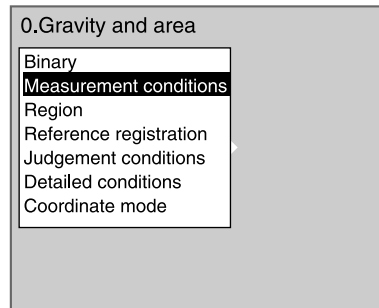 0.Gravity and area
Binary
Measurement conditions
Region
Reference registration
Judgement conditions
Detailed conditions
Coordinate mode